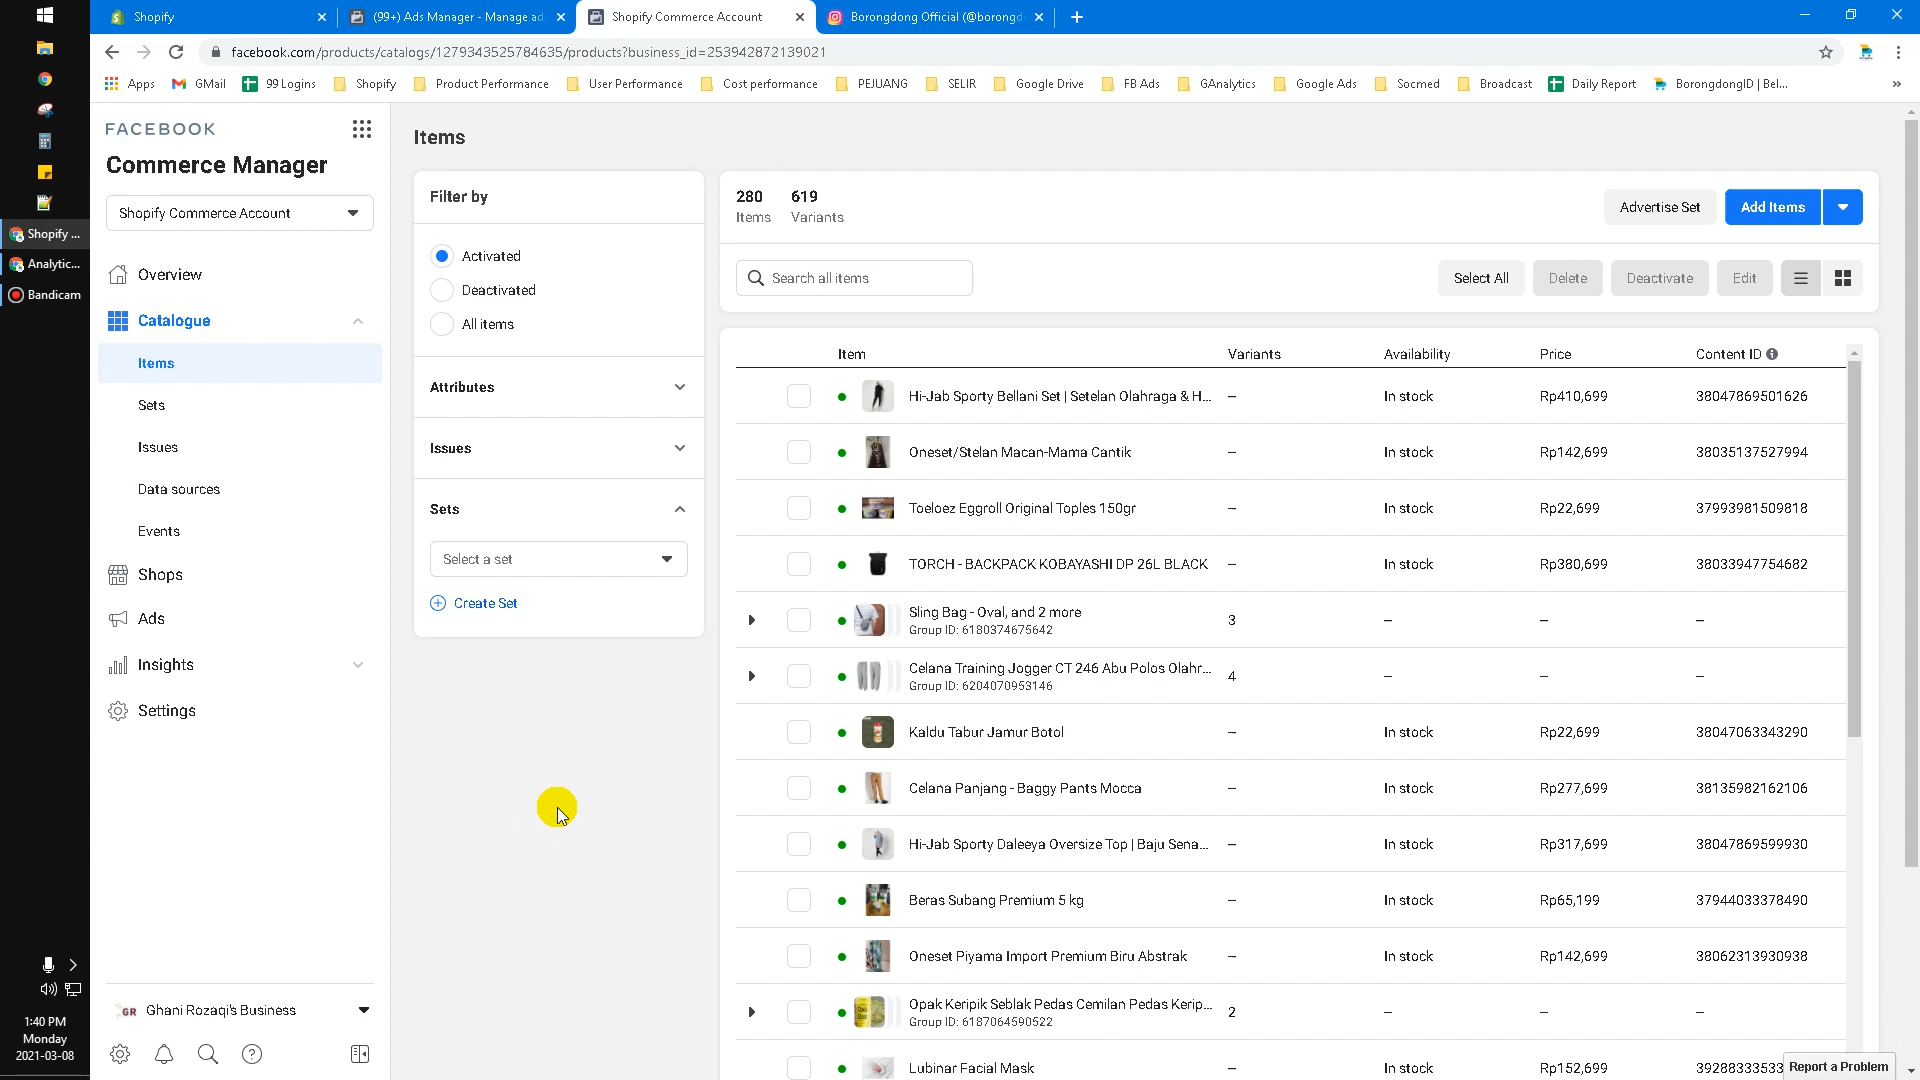 Shopify
(99+) Ads Manager - Manage ad
Shopify Commerce Account
Borongdong Official (@borongd
facebook.com/products/catalogs/1279343525784635/products?business_id=253942872139021
Apps
GMail
99 Logins
Shopify
Product Performance
User Performance
Cost performance
PEJUANG
SELIR
Google Drive
FB Ads
GAnalytics
Google Ads
Socmed
Broadcast
Daily Report
BorongdongID | Bel...
»
Shopify ...
Analytic...
Bandicam
1:40 PM
Monday
2021-03-08
FACEBOOK
Commerce Manager
Shopify Commerce Account
Overview
Catalogue
Items
Sets
Issues
Data sources
Events
Shops
Ads
Insights
Settings
GR
Ghani Rozaqi's Business
Items
Filter by
Activated
Deactivated
All items
Attributes
Issues
Sets
Select a set
Create Set
280
Items
619
Variants
Advertise Set
Add Items
Search all items
Select All
Delete
Deactivate
Edit
Item Variants Availability Price Content ID
Hi-Jab Sporty Bellani Set | Setelan Olahraga & H... – In stock Rp410,699 38047869501626
Oneset/Stelan Macan-Mama Cantik – In stock Rp142,699 38035137527994
Toeloez Eggroll Original Toples 150gr – In stock Rp22,699 37993981509818
TORCH - BACKPACK KOBAYASHI DP 26L BLACK – In stock Rp380,699 38033947754682
Sling Bag - Oval, and 2 more 3 – – –
Group ID: 6180374675642
Celana Training Jogger CT 246 Abu Polos Olahr... 4 – – –
Group ID: 6204070953146
Kaldu Tabur Jamur Botol – In stock Rp22,699 38047063343290
Celana Panjang - Baggy Pants Mocca – In stock Rp277,699 38135982162106
Hi-Jab Sporty Daleeya Oversize Top | Baju Sena... – In stock Rp317,699 38047869599930
Beras Subang Premium 5 kg – In stock Rp65,199 37944033378490
Oneset Piyama Import Premium Biru Abstrak – In stock Rp142,699 38062313930938
Opak Keripik Seblak Pedas Cemilan Pedas Kerip... 2 – – –
Group ID: 6187064590522
Lubinar Facial Mask – In stock Rp152,699 39288333533
Report a Problem